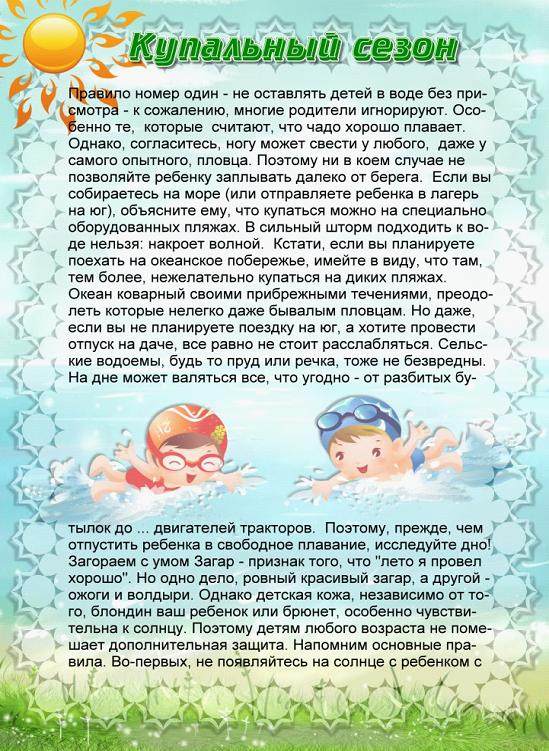 Купальный сезон
Правило номер один - не оставлять детей в воде без при-
смотра - к сожалению, многие родители игнорируют. Осо-
бенно те,  которые  считают, что чадо хорошо плавает.
Однако, согласитесь, ногу может свести у любого,  даже у
самого опытного, пловца. Поэтому ни в коем случае не
позволяйте ребенку заплывать далеко от берега.  Если вы
собираетесь на море (или отправляете ребенка в лагерь
на юг), объясните ему, что купаться можно на специально
оборудованных пляжах. В сильный шторм подходить к во-
де нельзя: накроет волной.  Кстати, если вы планируете
поехать на океанское побережье, имейте в виду, что там,
тем более, нежелательно купаться на диких пляжах.
Океан коварный своими прибрежными течениями, преодо-
леть которые нелегко даже бывалым пловцам. Но даже,
если вы не планируете поездку на юг, а хотите провести
отпуск на даче, все равно не стоит расслабляться. Сельс-
кие водоемы, будь то пруд или речка, тоже не безвредны.
На дне может валяться все, что угодно - от разбитых бу-
тылок до ... двигателей тракторов.  Поэтому, прежде, чем
отпустить ребенка в свободное плавание, исследуйте дно!
Загораем с умом Загар - признак того, что "лето я провел
хорошо". Но одно дело, ровный красивый загар, а другой -
ожоги и волдыри. Однако детская кожа, независимо от то-
го, блондин ваш ребенок или брюнет, особенно чувстви-
тельна к солнцу. Поэтому детям любого возраста не поме-
шает дополнительная защита. Напомним основные пра-
вила. Во-первых, не появляйтесь на солнце с ребенком с